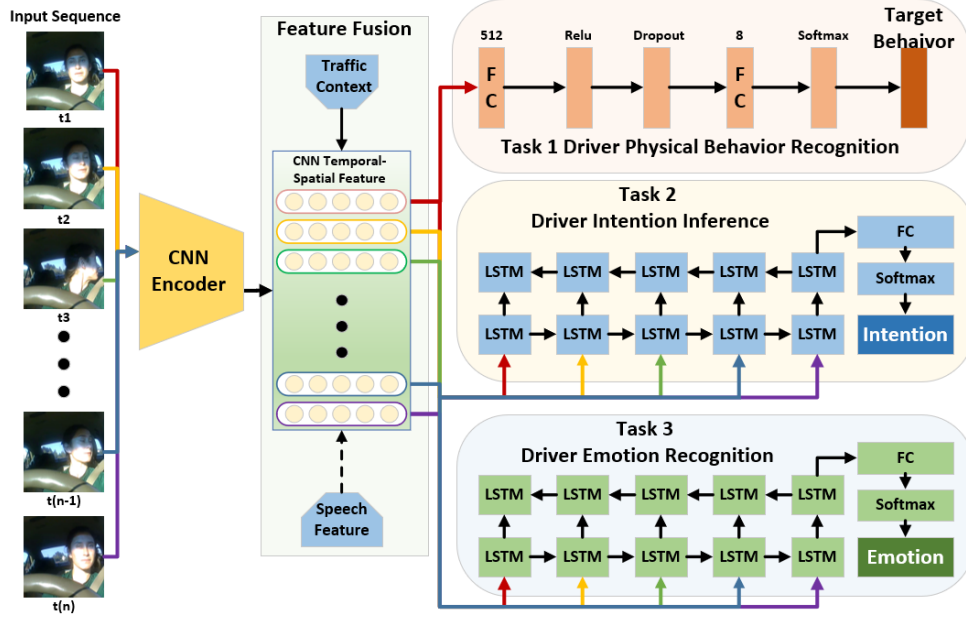 Input Sequence
t1
t2
t3
t(n-1)
t(n)
CNN
Encoder
Feature Fusion
Traffic
Context
CNN Temporal-
Spatial Feature
Speech
Feature
Target
Behaivor
512
Relu
Dropout
8
Softmax
F
C
F
C
Task 1 Driver Physical Behavior Recognition
Task 2
Driver Intention Inference
LSTM LSTM LSTM LSTM LSTM
LSTM LSTM LSTM LSTM LSTM
FC
Softmax
Intention
Task 3
Driver Emotion Recognition
LSTM LSTM LSTM LSTM LSTM
LSTM LSTM LSTM LSTM LSTM
FC
Softmax
Emotion